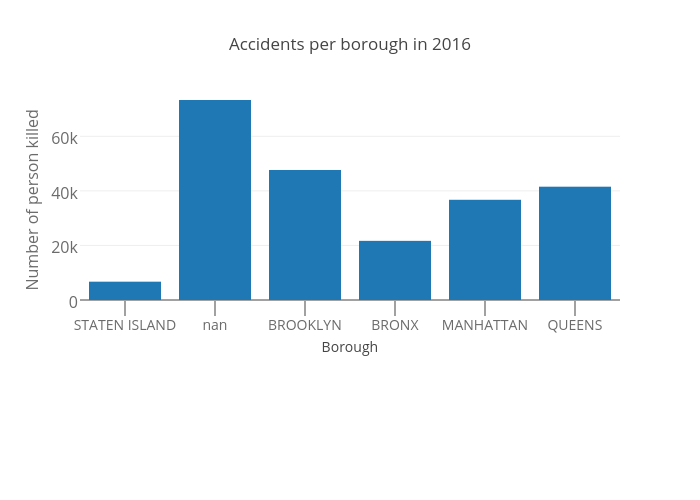 Accidents per borough in 2016
Number of person killed
60k
40k
20k
0
STATEN ISLAND nan BROOKLYN BRONX MANHATTAN QUEENS
Borough